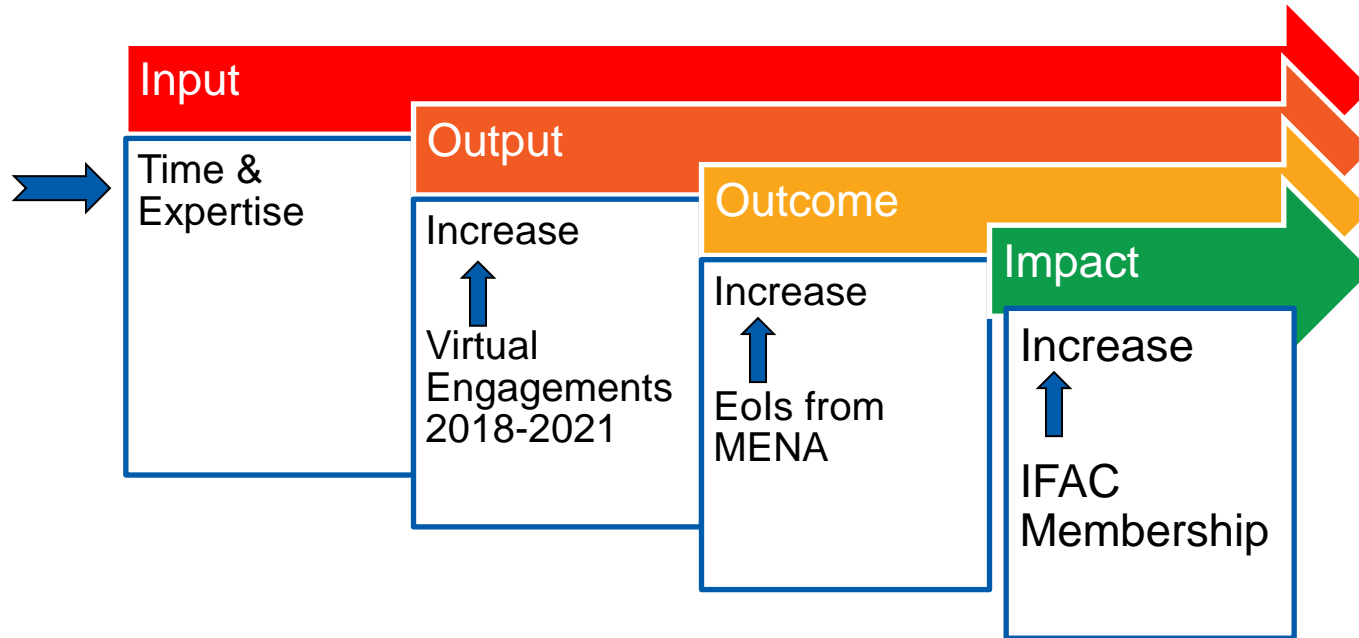 Input
Time &
Expertise
Output
Increase
Virtual
Engagements
2018-2021
Outcome
Increase
EoIs from
MENA
Impact
Increase
IFAC
Membership